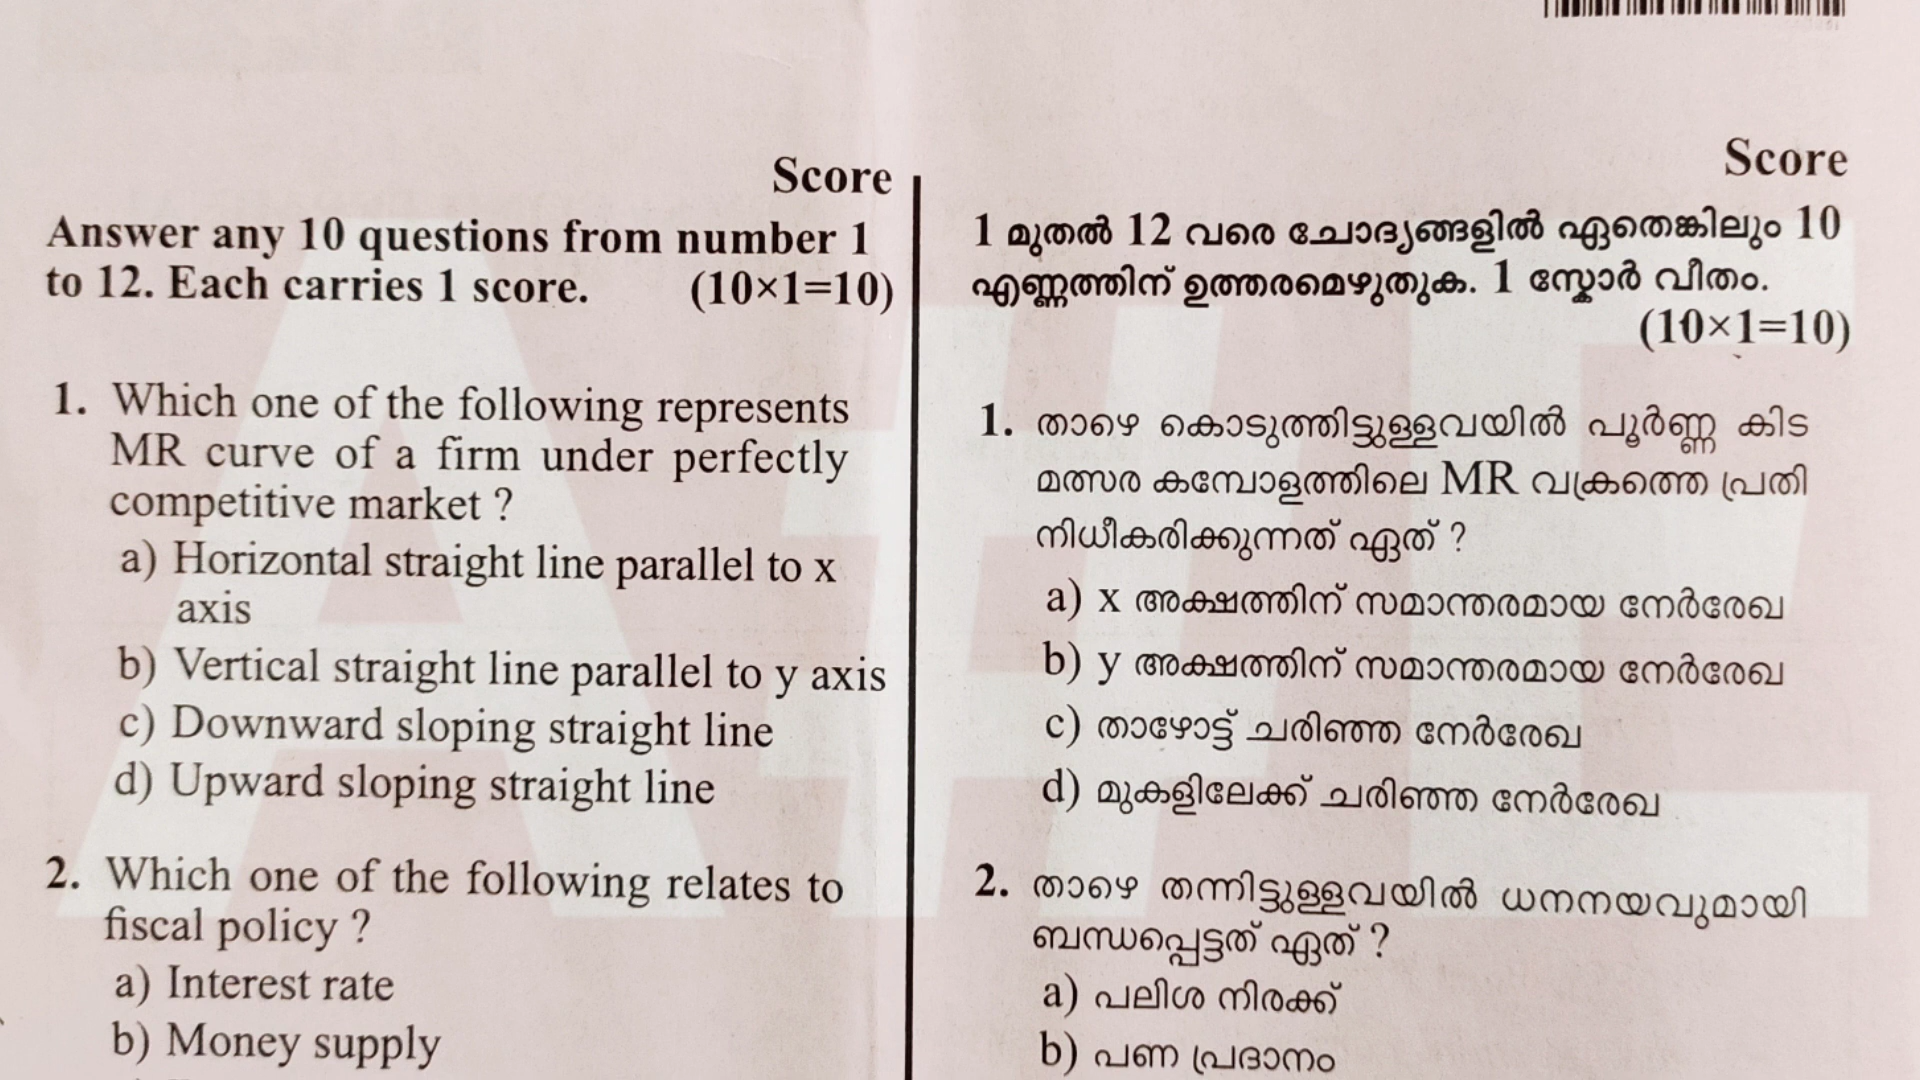 Score
Answer any 10 questions from number 1
to 12. Each carries 1 score. (10×1=10)
1. Which one of the following represents
MR curve of a firm under perfectly
competitive market ?
a) Horizontal straight line parallel to x
axis
b) Vertical straight line parallel to y axis
c) Downward sloping straight line
d) Upward sloping straight line
2. Which one of the following relates to
fiscal policy ?
a) Interest rate
b) Money supply
Score
1 മുതൽ 12 വരെ ചോദ്യങ്ങളിൽ ഏതെങ്കിലും 10
എണ്ണത്തിന് ഉത്തരമെഴുതുക. 1 സ്കോർ വീതം.
(10×1=10)
1. താഴെ കൊടുത്തിട്ടുള്ളവയിൽ പൂർണ്ണ കിട
മത്സര കമ്പോളത്തിലെ MR വക്രത്തെ പ്രതി
നിധീകരിക്കുന്നത് ഏത് ?
a) x അക്ഷത്തിന് സമാന്തരമായ നേർരേഖ
b) y അക്ഷത്തിന് സമാന്തരമായ നേർരേഖ
c) താഴോട്ട് ചരിഞ്ഞ നേർരേഖ
d) മുകളിലേക്ക് ചരിഞ്ഞ നേർരേഖ
2. താഴെ തന്നിട്ടുള്ളവയിൽ ധനനയവുമായി
ബന്ധപ്പെട്ടത് ഏത് ?
a) പലിശ നിരക്ക്
b) പണ പ്രദാനം